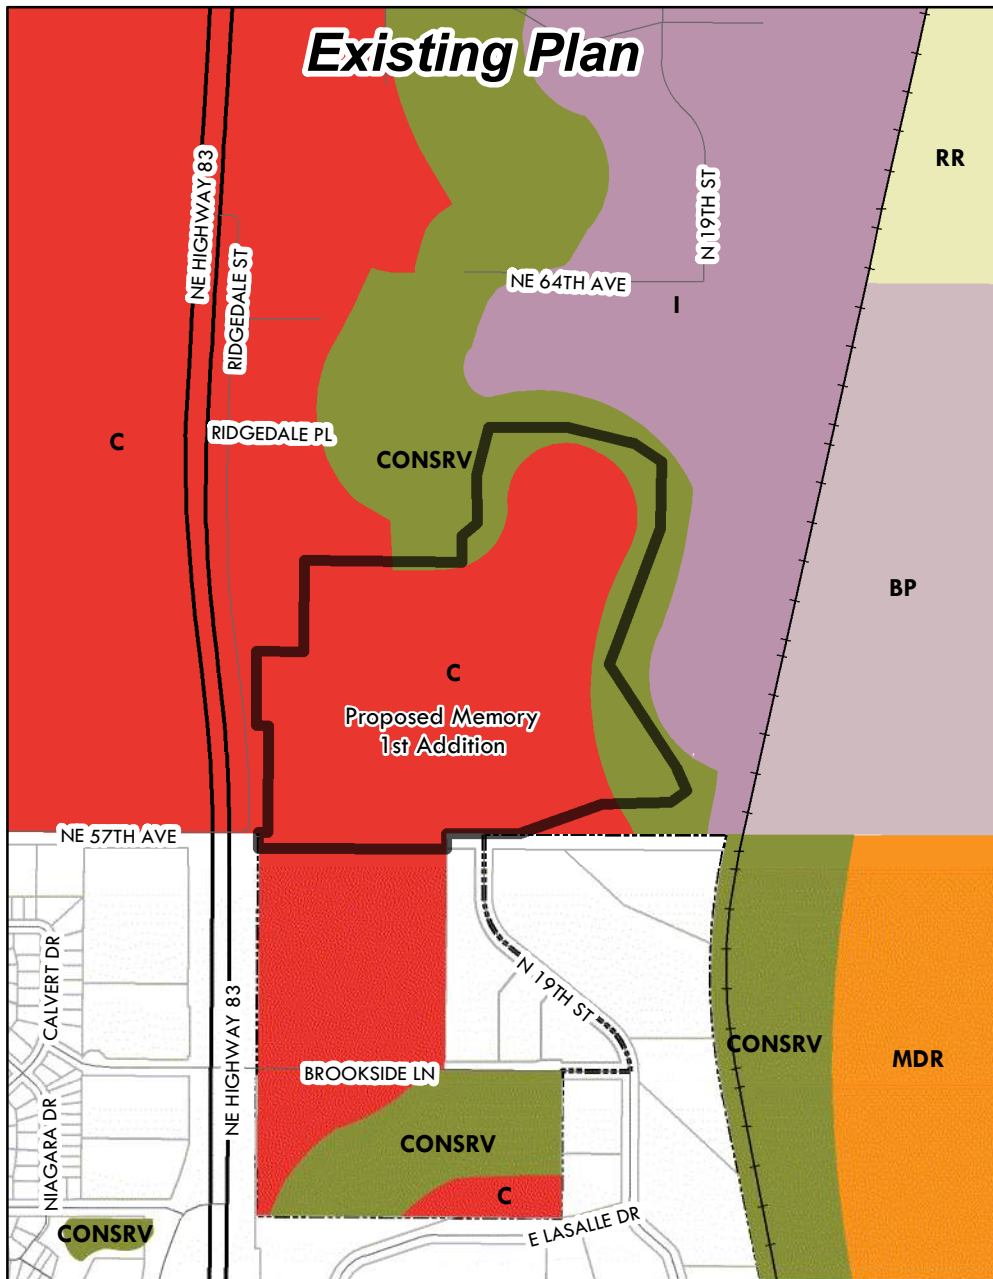 Existing Plan
NE HIGHWAY 83
RIDGEDALE ST
N 19TH ST
RR
NE 64TH AVE
I
C
RIDGEDALE PL
CONSRV
BP
C
Proposed Memory
1st Addition
NE 57TH AVE
CALVERT DR
N 19TH ST
NE HIGHWAY 83
CONSRV
MDR
BROOKSIDE LN
NIAGARA DR
CONSRV
C
E LASALLE DR
CONSRV